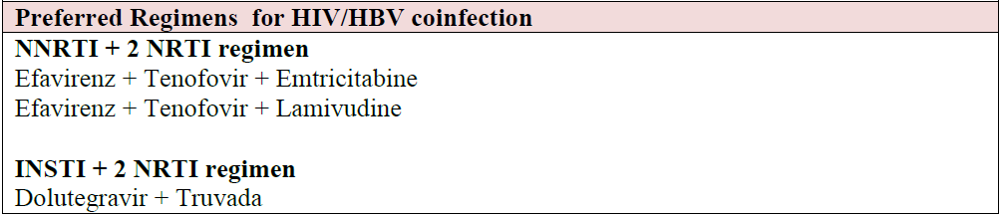 Preferred Regimens for HIV/HBV coinfection
NNRTI + 2 NRTI regimen
Efavirenz + Tenofovir + Emtricitabine
Efavirenz + Tenofovir + Lamivudine
INSTI + 2 NRTI regimen
Dolutegravir + Truvada